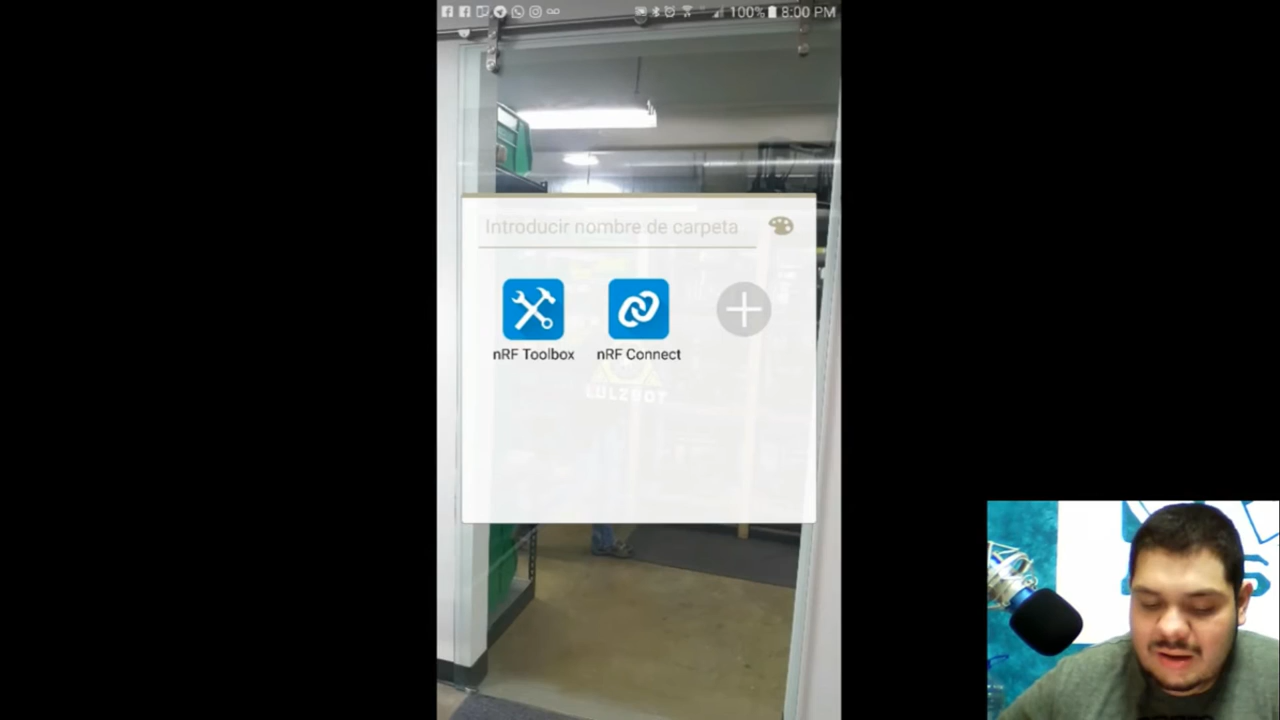 100% 8:00 PM
Introducir nombre de carpeta
nRF Toolbox
nRF Connect
LULZBOT